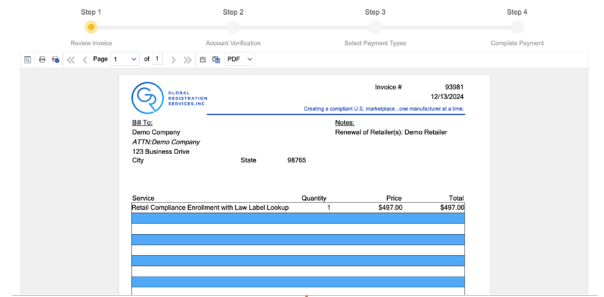 Step 1 Step 2 Step 3 Step 4
Review Invoice Account Verification Select Payment Types Complete Payment
Page 1 of 1 PDF
GLOBAL
REGISTRATION
SERVICES,INC
Invoice # 93981
12/13/2024
Creating a compliant U.S. marketplace...one manufacturer at a time.
Bill To: Notes:
Demo Company Renewal of Retailer(s): Demo Retailer
ATTN:Demo Company
123 Business Drive
City State 98765
Service Quantity Price Total
Retail Compliance Enrollment with Law Label Lookup 1 $497.00 $497.00